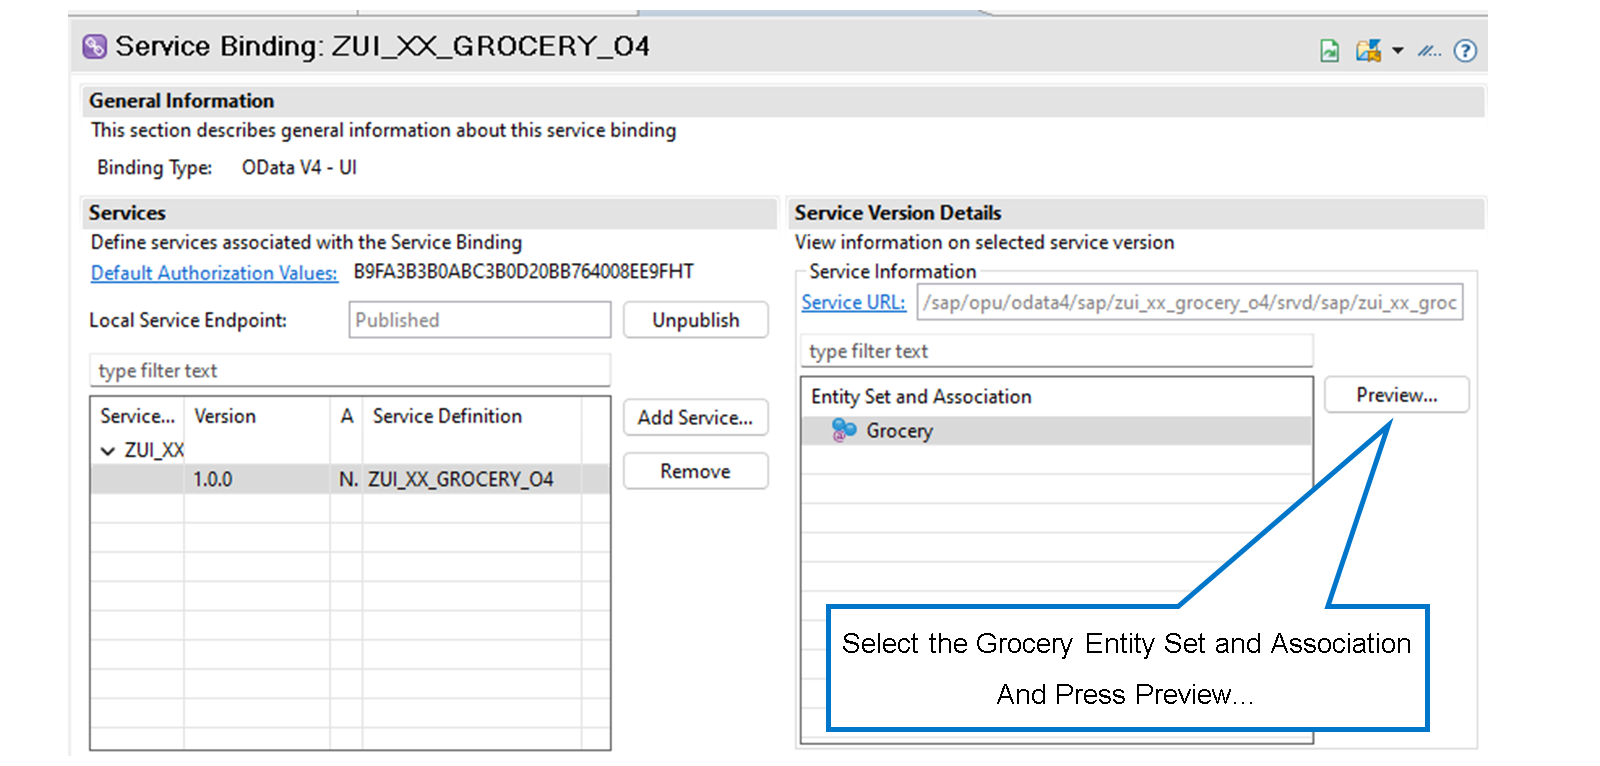 Service Binding: ZUI_XX_GROCERY_O4
General Information
This section describes general information about this service binding
Binding Type: OData V4 - UI
Services
Define services associated with the Service Binding
Default Authorization Values: B9FA3B3B0ABC3B0D20BB764008EE9FHT
Local Service Endpoint: Published Unpublish
type filter text
Service... Version A Service Definition Add Service...
ZUI_XX
1.0.0 N. ZUI_XX_GROCERY_O4 Remove
Service Version Details
View information on selected service version
Service Information
Service URL: /sap/opu/odata4/sap/zui_xx_grocery_o4/srvd/sap/zui_xx_groc
type filter text
Entity Set and Association Preview...
Grocery
Select the Grocery Entity Set and Association
And Press Preview...